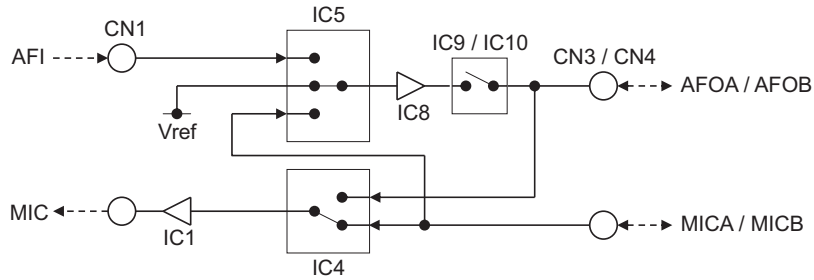 IC5
CN1
IC9 / IC10
CN3 / CN4
AFI
AFOA / AFOB
IC8
Vref
MIC
MICA / MICB
IC1
IC4